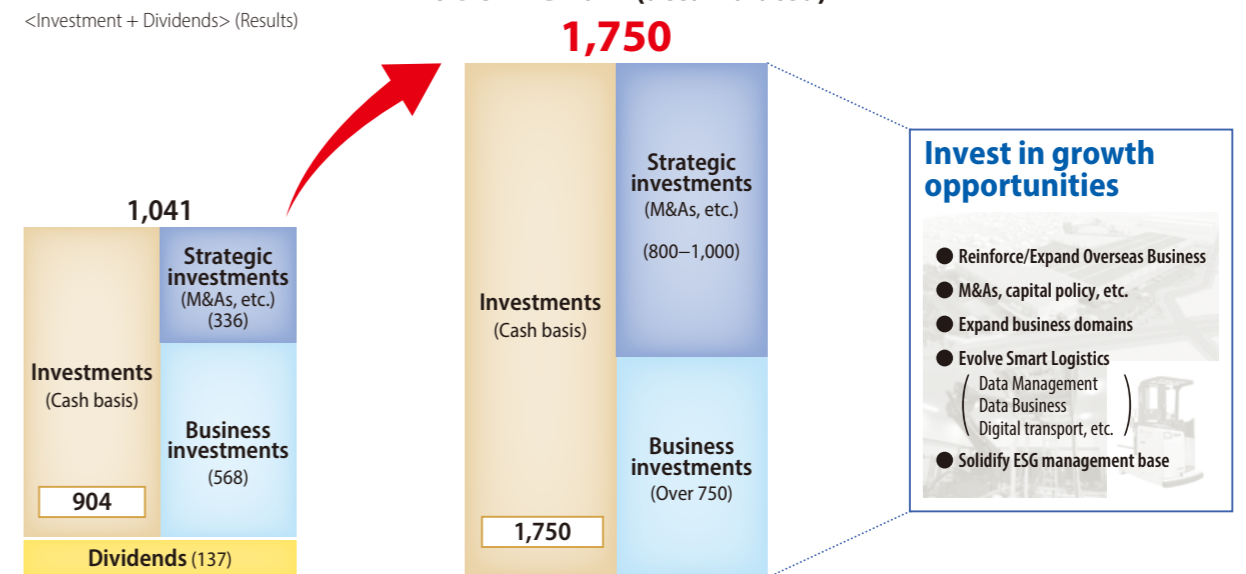 <Investment + Dividends> (Results)
1,750
1,041
Strategic
investments
(M&As, etc.)
(336)
Investments
(Cash basis)
Business
investments
(568)
904
Dividends (137)
Strategic
investments
(M&As, etc.)
(800–1,000)
Investments
(Cash basis)
Business
investments
(Over 750)
1,750
Invest in growth
opportunities
● Reinforce/Expand Overseas Business
● M&As, capital policy, etc.
● Expand business domains
● Evolve Smart Logistics
(Data Management
Data Business
Digital transport, etc.)
● Solidify ESG management base